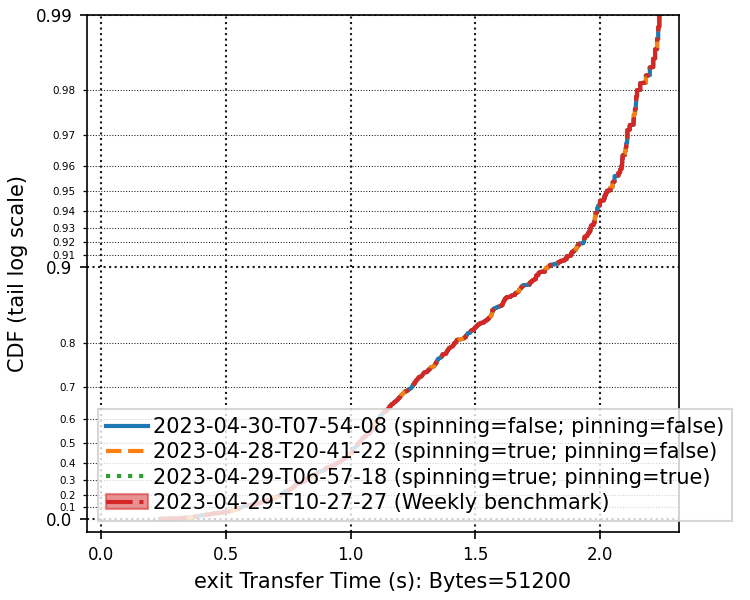 0.99
0.98
0.97
0.96
0.95
0.94
0.93
0.92
0.91
0.9
0.8
0.7
0.6
0.5
0.4
0.3
0.2
0.1
0.0
CDF (tail log scale)
2023-04-30-T07-54-08 (spinning=false; pinning=false)
2023-04-28-T20-41-22 (spinning=true; pinning=false)
2023-04-29-T06-57-18 (spinning=true; pinning=true)
2023-04-29-T10-27-27 (Weekly benchmark)
0.0 0.5 1.0 1.5 2.0
exit Transfer Time (s): Bytes=51200